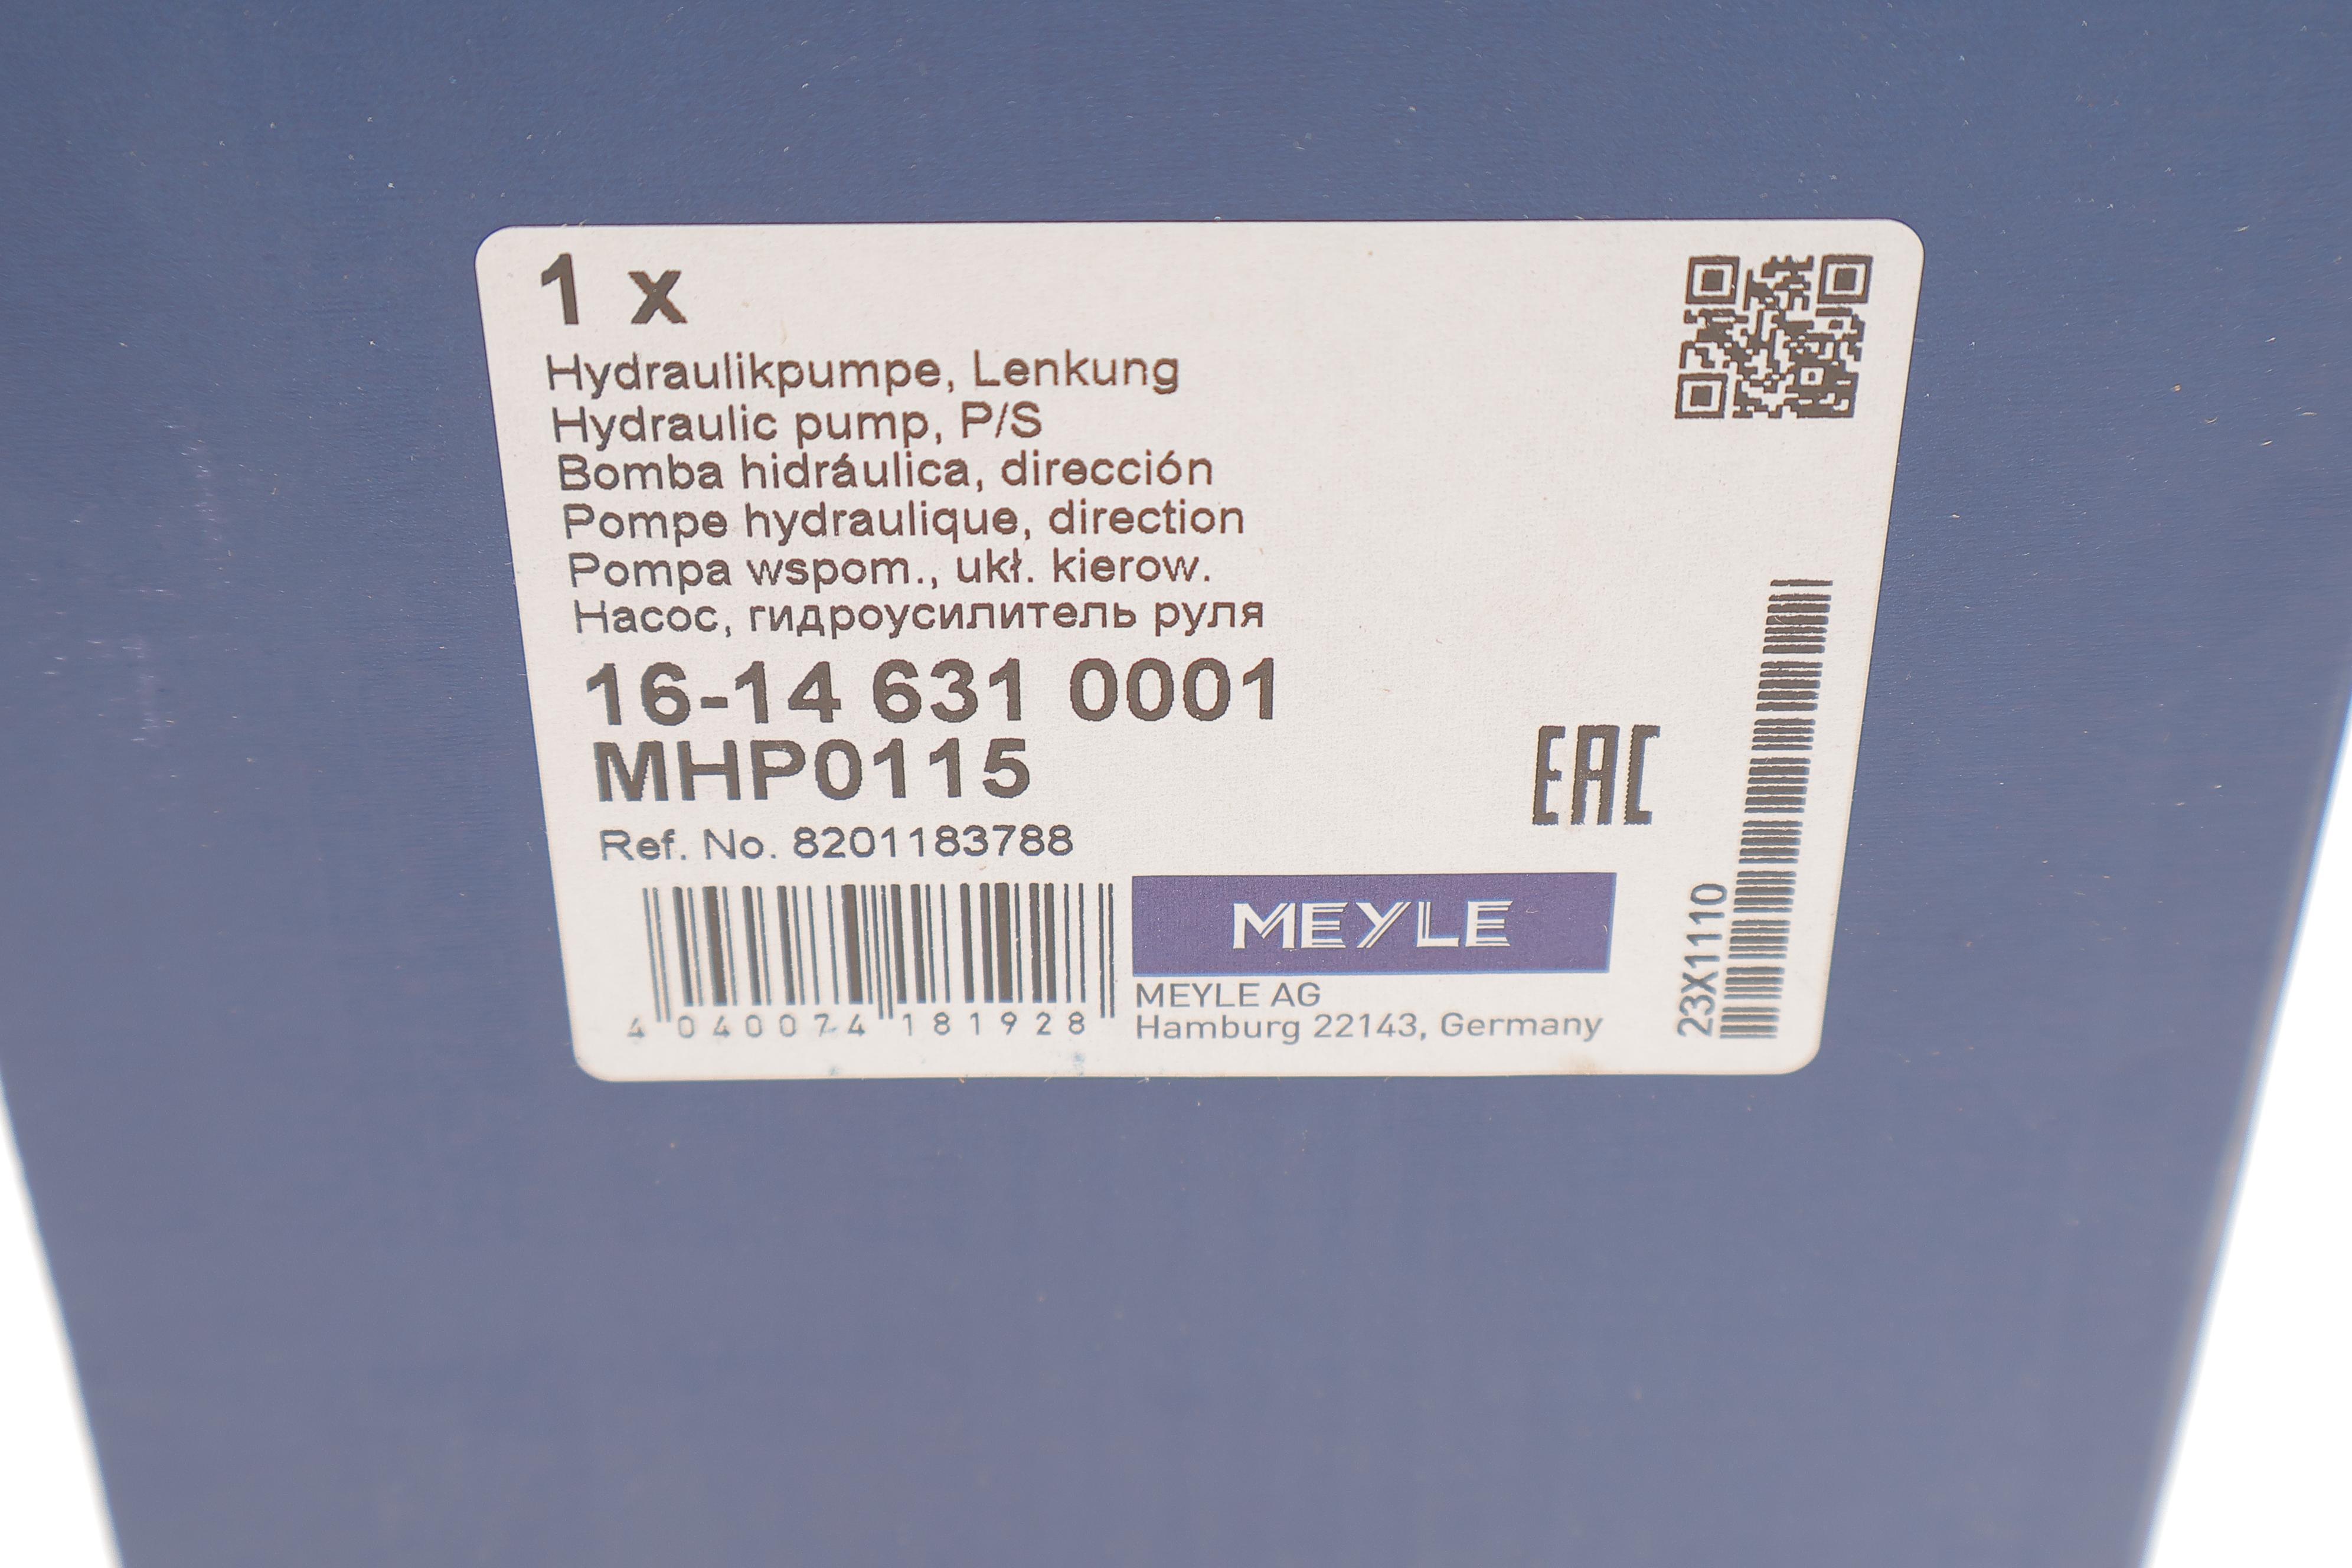 1 x
Hydraulikpumpe, Lenkung
Hydraulic pump, P/S
Bomba hidráulica, dirección
Pompe hydraulique, direction
Pompa wspom., ukł. kierow.
Насос, гидроусилитель руля
16-14 631 0001
MHP0115
Ref. No. 8201183788
EAC
MEYLE
MEYLE AG
Hamburg 22143, Germany
4 040074 181928
23X1110